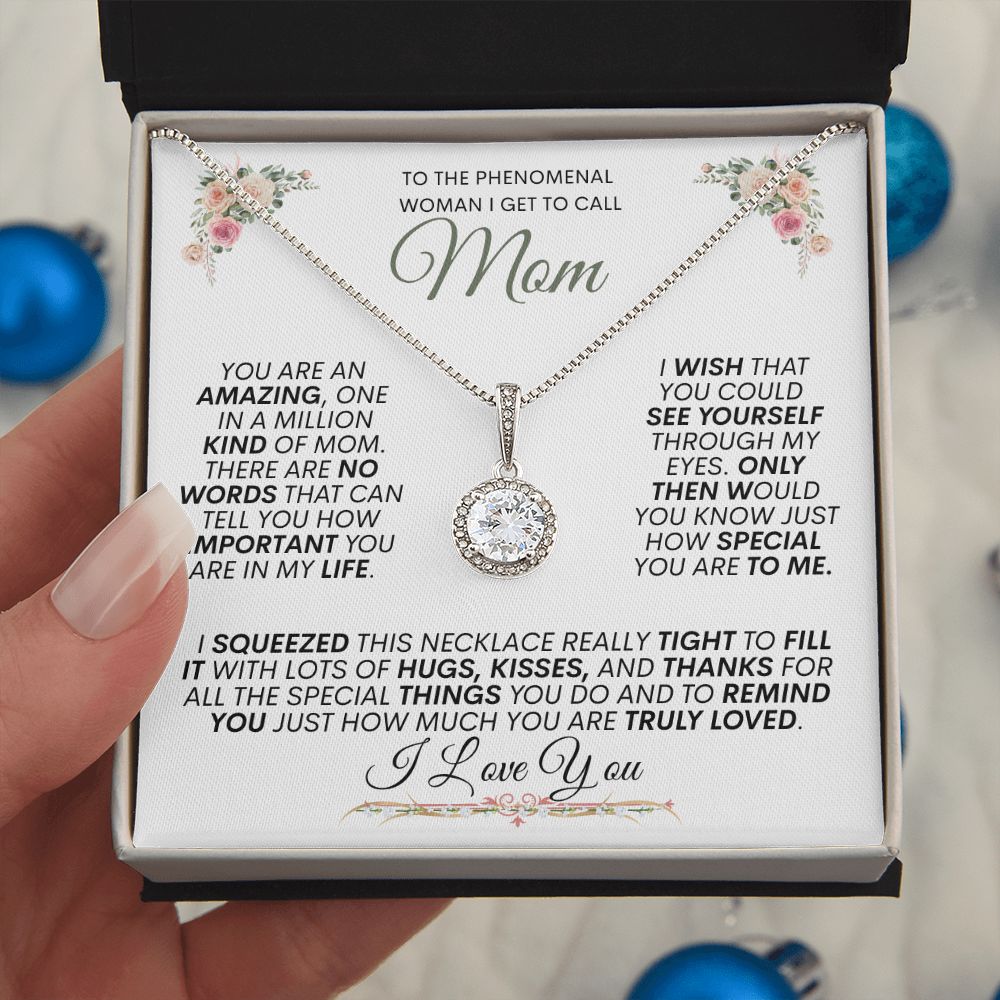 TO THE PHENOMENAL
WOMAN I GET TO CALL
Mom
YOU ARE AN
AMAZING, ONE
IN A MILLION
KIND OF MOM.
THERE ARE NO
WORDS THAT CAN
TELL YOU HOW
IMPORTANT YOU
ARE IN MY LIFE.
I WISH THAT
YOU COULD
SEE YOURSELF
THROUGH MY
EYES. ONLY
THEN WOULD
YOU KNOW JUST
HOW SPECIAL
YOU ARE TO ME.
I SQUEEZED THIS NECKLACE REALLY TIGHT TO FILL
IT WITH LOTS OF HUGS, KISSES, AND THANKS FOR
ALL THE SPECIAL THINGS YOU DO AND TO REMIND
YOU JUST HOW MUCH YOU ARE TRULY LOVED.
I Love You